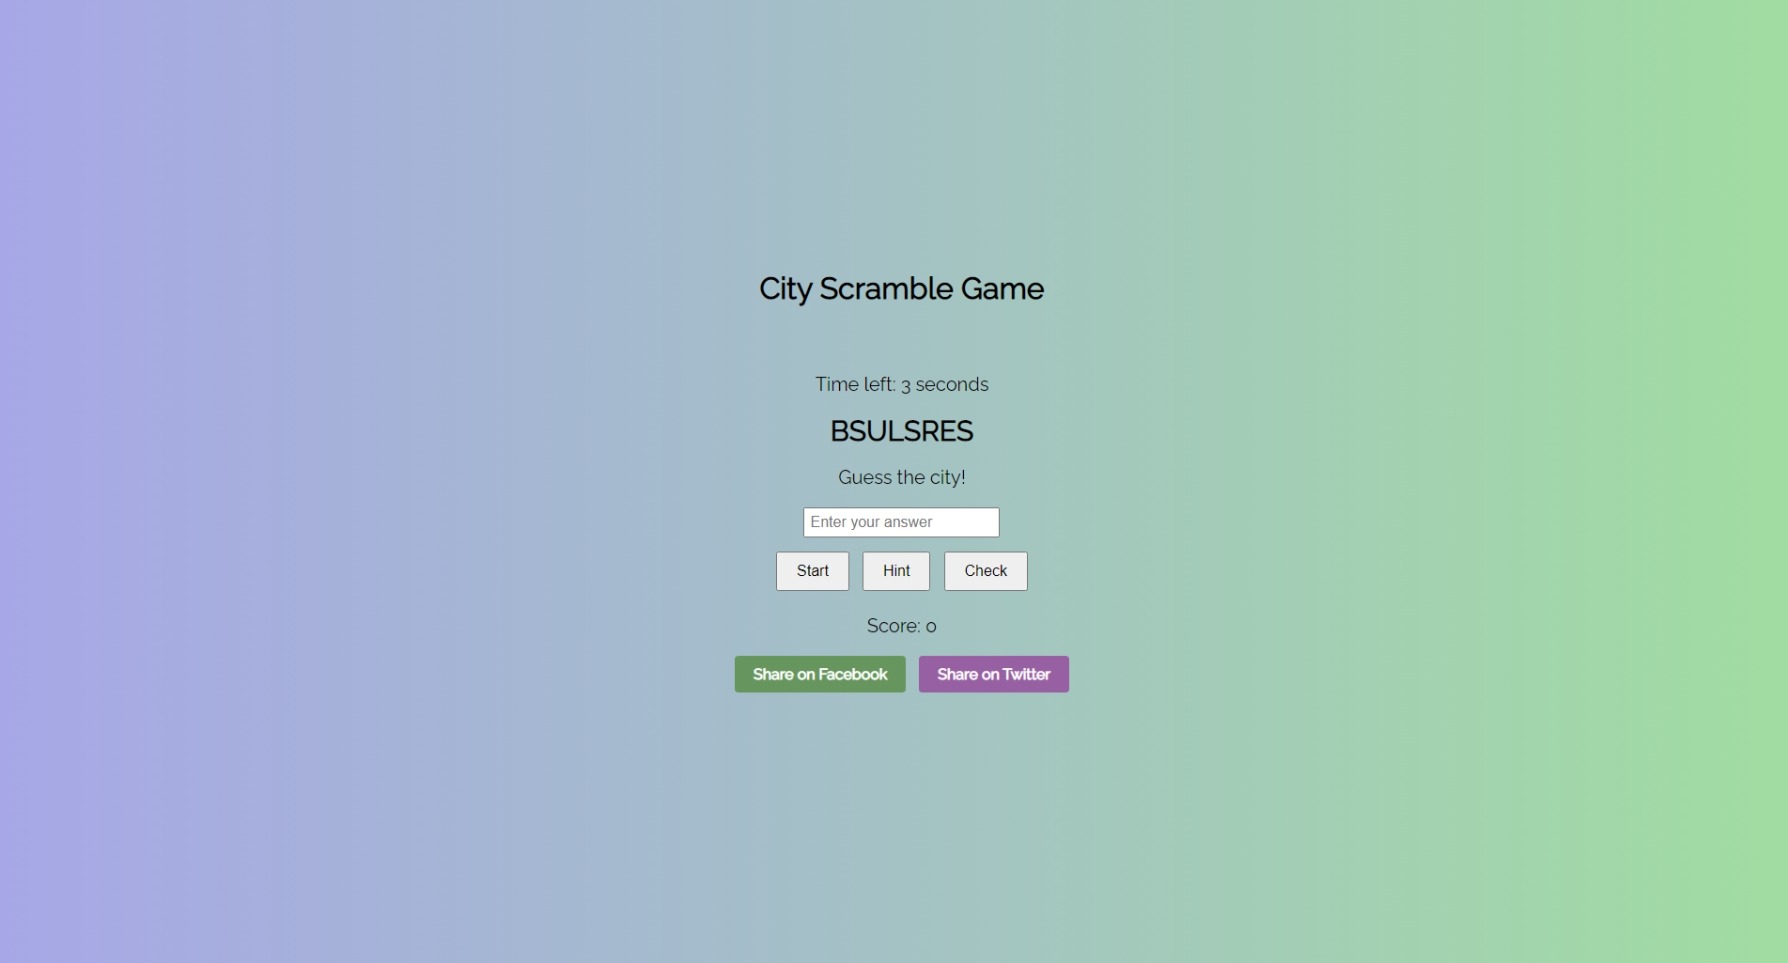 City Scramble Game
Time left: 3 seconds
BSULSRES
Guess the city!
Enter your answer
Start Hint Check
Score: 0
Share on Facebook Share on Twitter